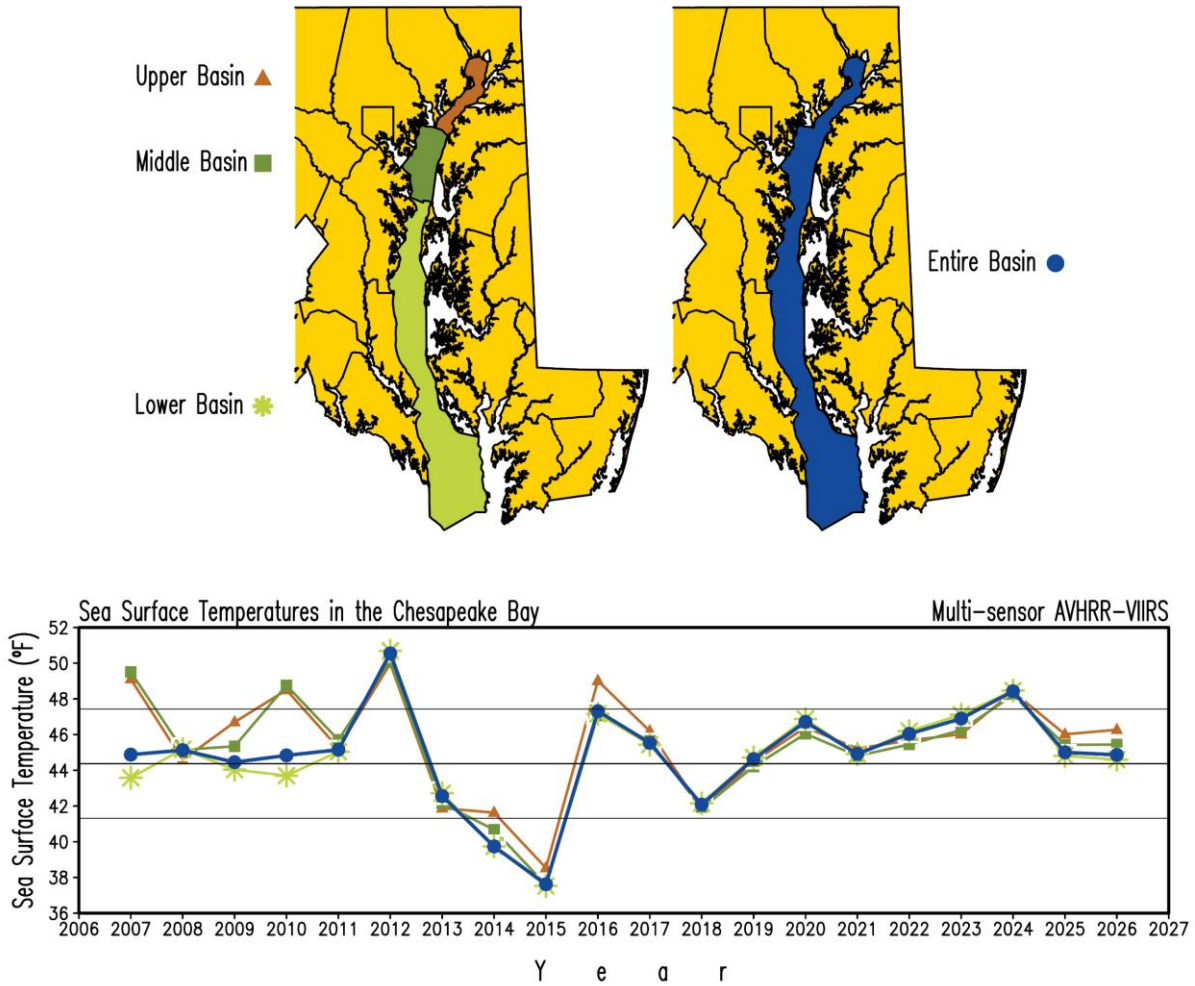 Upper Basin
Middle Basin
Lower Basin
Entire Basin
Sea Surface Temperatures in the Chesapeake Bay
Multi-sensor AVHRR-VIIRS
Sea Surface Temperature (°F)
52
50
48
46
44
42
40
38
36
2006 2007 2008 2009 2010 2011 2012 2013 2014 2015 2016 2017 2018 2019 2020 2021 2022 2023 2024 2025 2026 2027
Y e a r